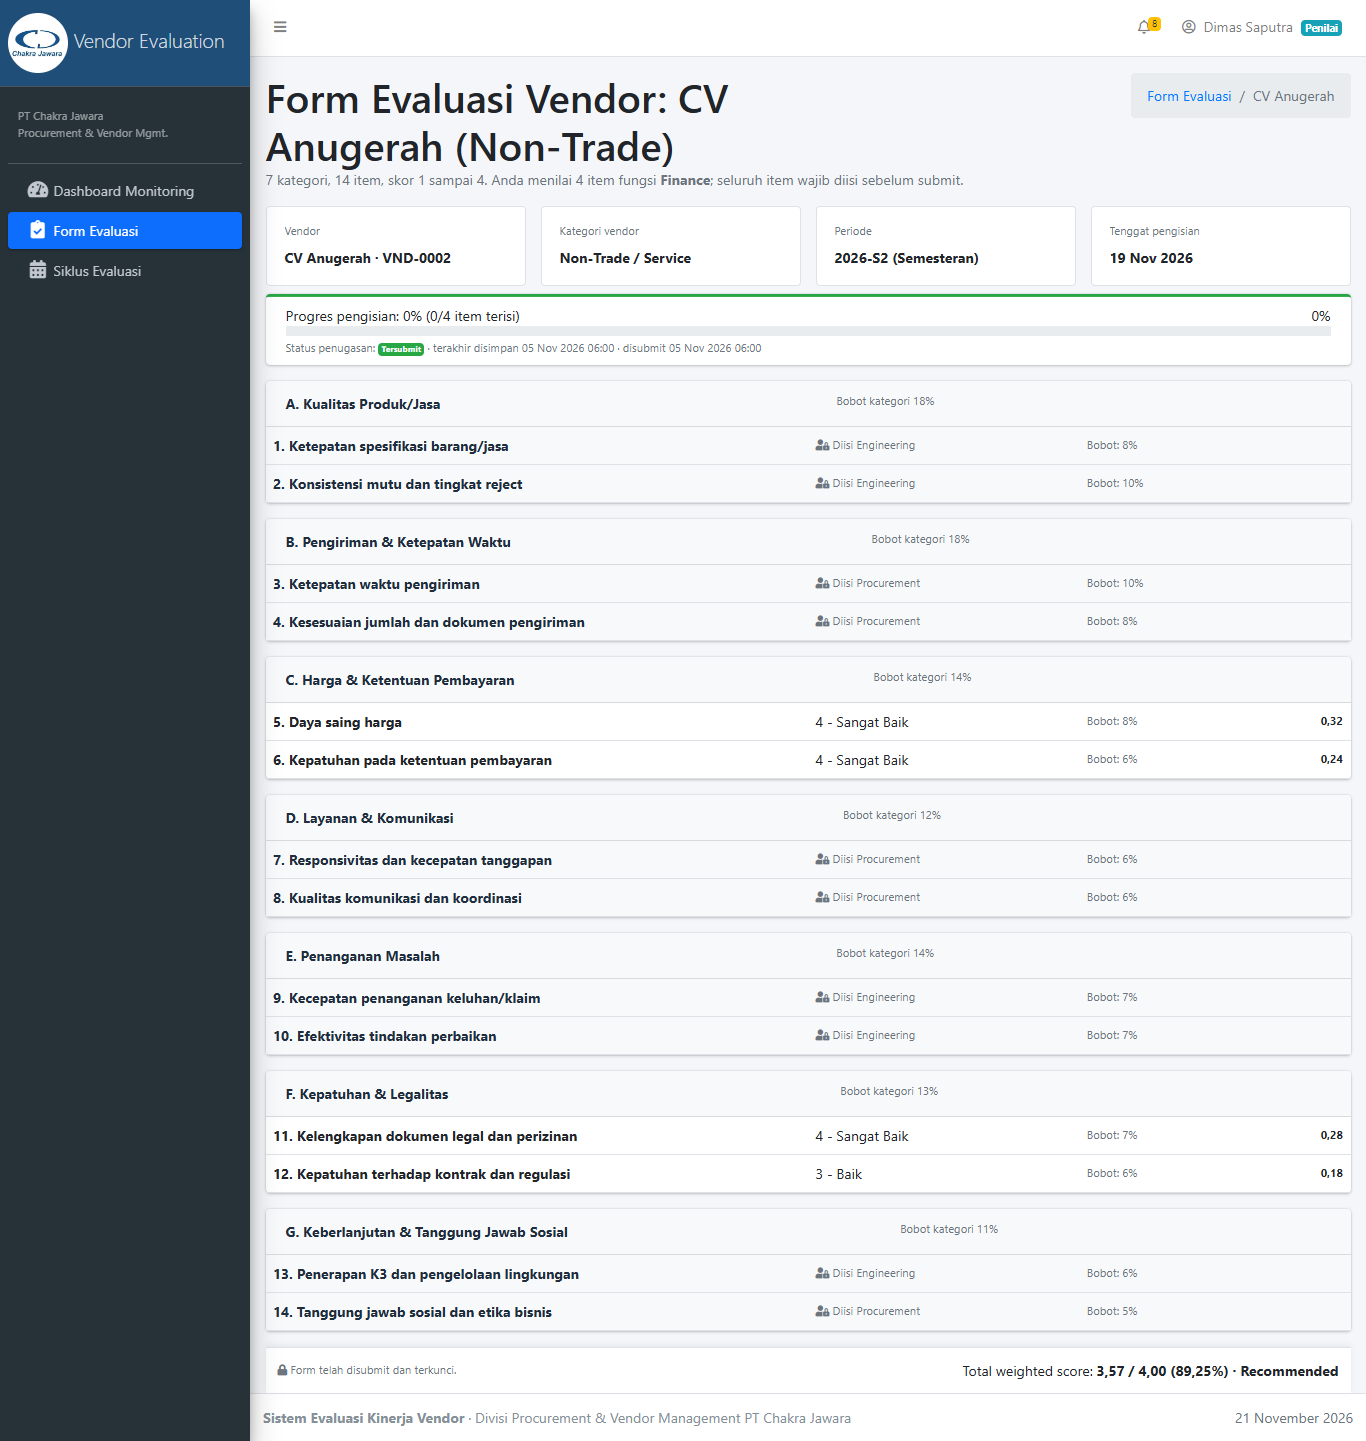 Chakra Jawara
Vendor Evaluation
8
Dimas Saputra
Penilai
PT Chakra Jawara
Procurement & Vendor Mgmt.
Dashboard Monitoring
Form Evaluasi
Siklus Evaluasi
Form Evaluasi Vendor: CV
Anugerah (Non-Trade)
Form Evaluasi / CV Anugerah
7 kategori, 14 item, skor 1 sampai 4. Anda menilai 4 item fungsi Finance; seluruh item wajib diisi sebelum submit.
Vendor
CV Anugerah · VND-0002
Kategori vendor
Non-Trade / Service
Periode
2026-S2 (Semesteran)
Tenggat pengisian
19 Nov 2026
Progres pengisian: 0% (0/4 item terisi) 0%
Status penugasan: Tersubmit · terakhir disimpan 05 Nov 2026 06:00 · disubmit 05 Nov 2026 06:00
A. Kualitas Produk/Jasa Bobot kategori 18%
1. Ketepatan spesifikasi barang/jasa Diisi Engineering Bobot: 8%
2. Konsistensi mutu dan tingkat reject Diisi Engineering Bobot: 10%
B. Pengiriman & Ketepatan Waktu Bobot kategori 18%
3. Ketepatan waktu pengiriman Diisi Procurement Bobot: 10%
4. Kesesuaian jumlah dan dokumen pengiriman Diisi Procurement Bobot: 8%
C. Harga & Ketentuan Pembayaran Bobot kategori 14%
5. Daya saing harga 4 - Sangat Baik Bobot: 8% 0,32
6. Kepatuhan pada ketentuan pembayaran 4 - Sangat Baik Bobot: 6% 0,24
D. Layanan & Komunikasi Bobot kategori 12%
7. Responsivitas dan kecepatan tanggapan Diisi Procurement Bobot: 6%
8. Kualitas komunikasi dan koordinasi Diisi Procurement Bobot: 6%
E. Penanganan Masalah Bobot kategori 14%
9. Kecepatan penanganan keluhan/klaim Diisi Engineering Bobot: 7%
10. Efektivitas tindakan perbaikan Diisi Engineering Bobot: 7%
F. Kepatuhan & Legalitas Bobot kategori 13%
11. Kelengkapan dokumen legal dan perizinan 4 - Sangat Baik Bobot: 7% 0,28
12. Kepatuhan terhadap kontrak dan regulasi 3 - Baik Bobot: 6% 0,18
G. Keberlanjutan & Tanggung Jawab Sosial Bobot kategori 11%
13. Penerapan K3 dan pengelolaan lingkungan Diisi Engineering Bobot: 6%
14. Tanggung jawab sosial dan etika bisnis Diisi Procurement Bobot: 5%
Form telah disubmit dan terkunci. Total weighted score: 3,57 / 4,00 (89,25%) · Recommended
Sistem Evaluasi Kinerja Vendor · Divisi Procurement & Vendor Management PT Chakra Jawara 21 November 2026